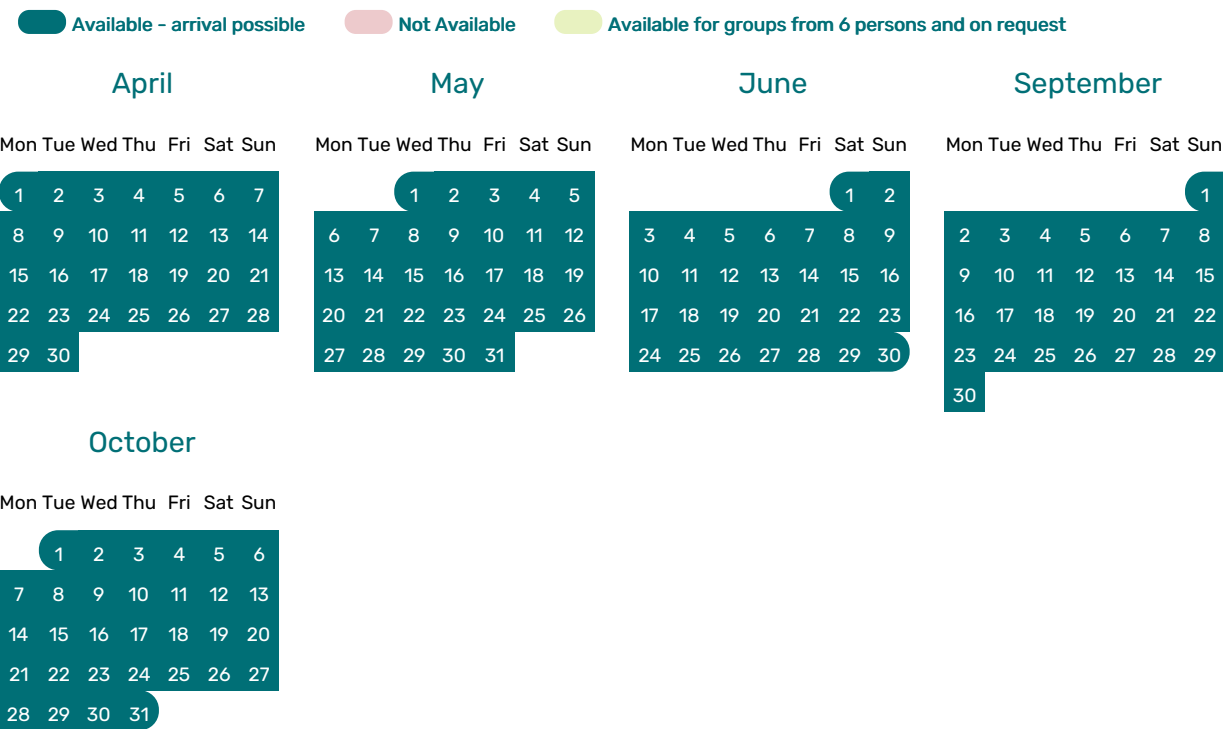 Available - arrival possible Not Available Available for groups from 6 persons and on request
April May June September
Mon Tue Wed Thu Fri Sat Sun Mon Tue Wed Thu Fri Sat Sun Mon Tue Wed Thu Fri Sat Sun Mon Tue Wed Thu Fri Sat Sun
1 2 3 4 5 6 7 1 2 3 4 5 1 2 1
8 9 10 11 12 13 14 6 7 8 9 10 11 12 3 4 5 6 7 8 9 2 3 4 5 6 7 8
15 16 17 18 19 20 21 13 14 15 16 17 18 19 10 11 12 13 14 15 16 9 10 11 12 13 14 15
22 23 24 25 26 27 28 20 21 22 23 24 25 26 17 18 19 20 21 22 23 16 17 18 19 20 21 22
29 30 27 28 29 30 31 24 25 26 27 28 29 30 23 24 25 26 27 28 29
30
October
Mon Tue Wed Thu Fri Sat Sun
1 2 3 4 5 6
7 8 9 10 11 12 13
14 15 16 17 18 19 20
21 22 23 24 25 26 27
28 29 30 31